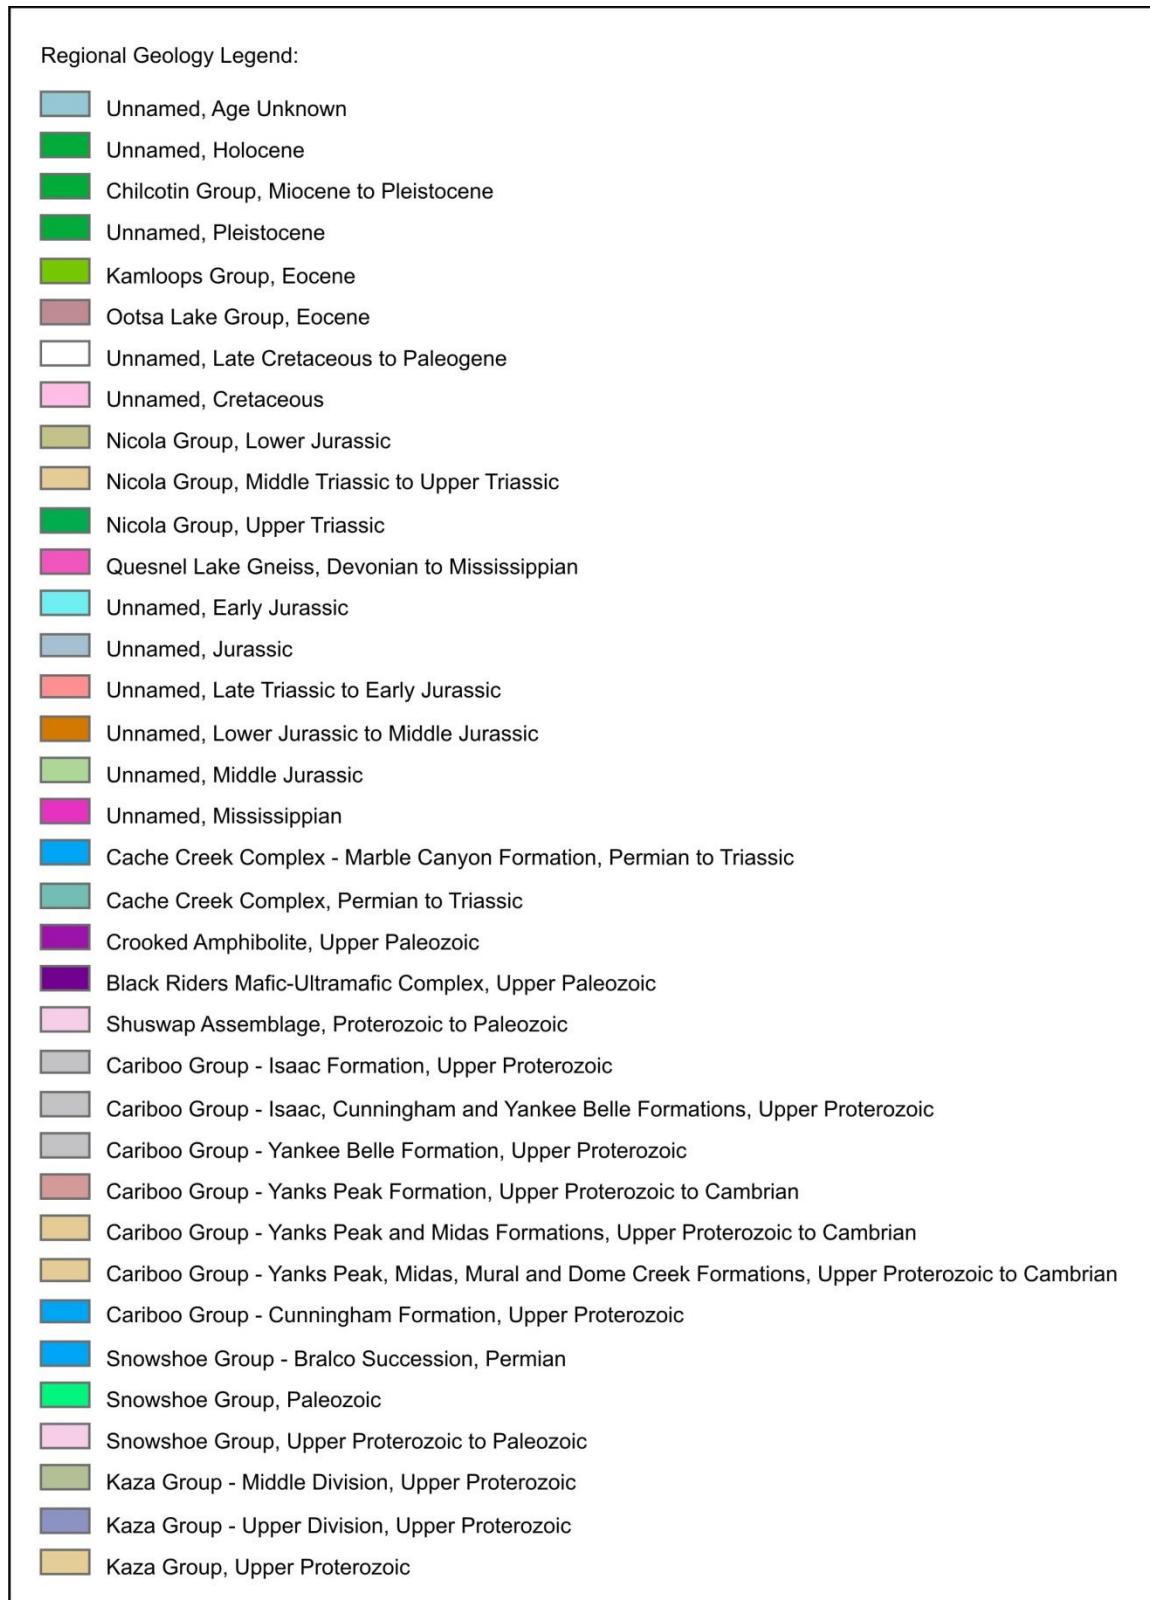 Regional Geology Legend:
Unnamed, Age Unknown
Unnamed, Holocene
Chilcotin Group, Miocene to Pleistocene
Unnamed, Pleistocene
Kamloops Group, Eocene
Ootsa Lake Group, Eocene
Unnamed, Late Cretaceous to Paleogene
Unnamed, Cretaceous
Nicola Group, Lower Jurassic
Nicola Group, Middle Triassic to Upper Triassic
Nicola Group, Upper Triassic
Quesnel Lake Gneiss, Devonian to Mississippian
Unnamed, Early Jurassic
Unnamed, Jurassic
Unnamed, Late Triassic to Early Jurassic
Unnamed, Lower Jurassic to Middle Jurassic
Unnamed, Middle Jurassic
Unnamed, Mississippian
Cache Creek Complex - Marble Canyon Formation, Permian to Triassic
Cache Creek Complex, Permian to Triassic
Crooked Amphibolite, Upper Paleozoic
Black Riders Mafic-Ultramafic Complex, Upper Paleozoic
Shuswap Assemblage, Proterozoic to Paleozoic
Cariboo Group - Isaac Formation, Upper Proterozoic
Cariboo Group - Isaac, Cunningham and Yankee Belle Formations, Upper Proterozoic
Cariboo Group - Yankee Belle Formation, Upper Proterozoic
Cariboo Group - Yanks Peak Formation, Upper Proterozoic to Cambrian
Cariboo Group - Yanks Peak and Midas Formations, Upper Proterozoic to Cambrian
Cariboo Group - Yanks Peak, Midas, Mural and Dome Creek Formations, Upper Proterozoic to Cambrian
Cariboo Group - Cunningham Formation, Upper Proterozoic
Snowshoe Group - Bralco Succession, Permian
Snowshoe Group, Paleozoic
Snowshoe Group, Upper Proterozoic to Paleozoic
Kaza Group - Middle Division, Upper Proterozoic
Kaza Group - Upper Division, Upper Proterozoic
Kaza Group, Upper Proterozoic